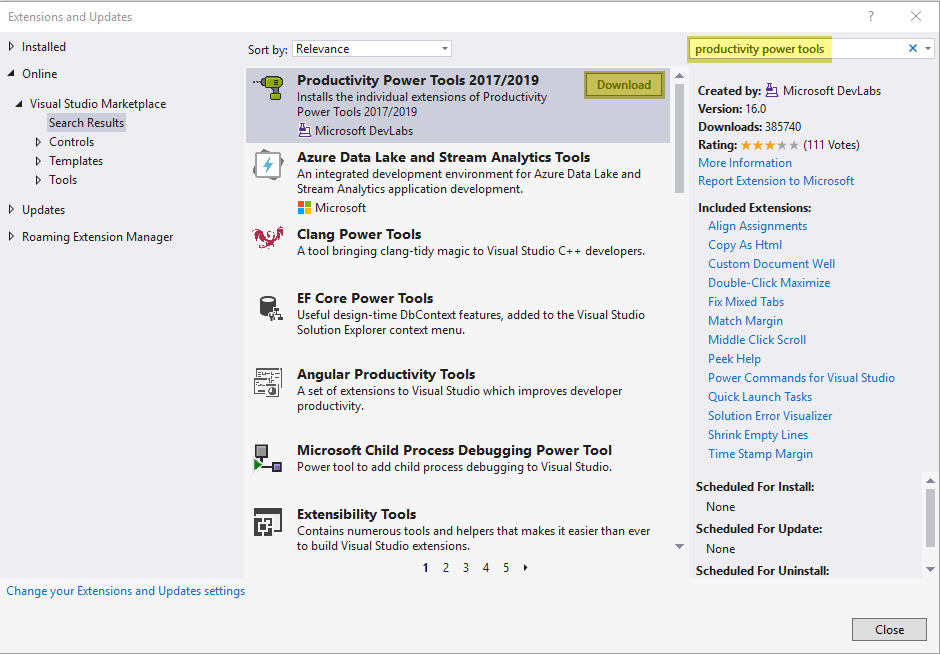 Extensions and Updates
Installed
Online
Visual Studio Marketplace
Search Results
Controls
Templates
Tools
Updates
Roaming Extension Manager
Change your Extensions and Updates settings
Sort by: Relevance
Productivity Power Tools 2017/2019
Download
Installs the individual extensions of Productivity
Power Tools 2017/2019
Microsoft DevLabs
Azure Data Lake and Stream Analytics Tools
An integrated development environment for Azure Data Lake and
Stream Analytics application development.
Microsoft
Clang Power Tools
A tool bringing clang-tidy magic to Visual Studio C++ developers.
EF Core Power Tools
Useful design-time DbContext features, added to the Visual Studio
Solution Explorer context menu.
Angular Productivity Tools
A set of extensions to Visual Studio which improves developer
productivity.
Microsoft Child Process Debugging Power Tool
Power tool to add child process debugging to Visual Studio.
Extensibility Tools
Contains numerous tools and helpers that makes it easier than ever
to build Visual Studio extensions.
1 2 3 4 5
productivity power tools
Created by: Microsoft DevLabs
Version: 16.0
Downloads: 385740
Rating: (111 Votes)
More Information
Report Extension to Microsoft
Included Extensions:
Align Assignments
Copy As Html
Custom Document Well
Double-Click Maximize
Fix Mixed Tabs
Match Margin
Middle Click Scroll
Peek Help
Power Commands for Visual Studio
Quick Launch Tasks
Solution Error Visualizer
Shrink Empty Lines
Time Stamp Margin
Scheduled For Install:
None
Scheduled For Update:
None
Scheduled For Uninstall:
Close